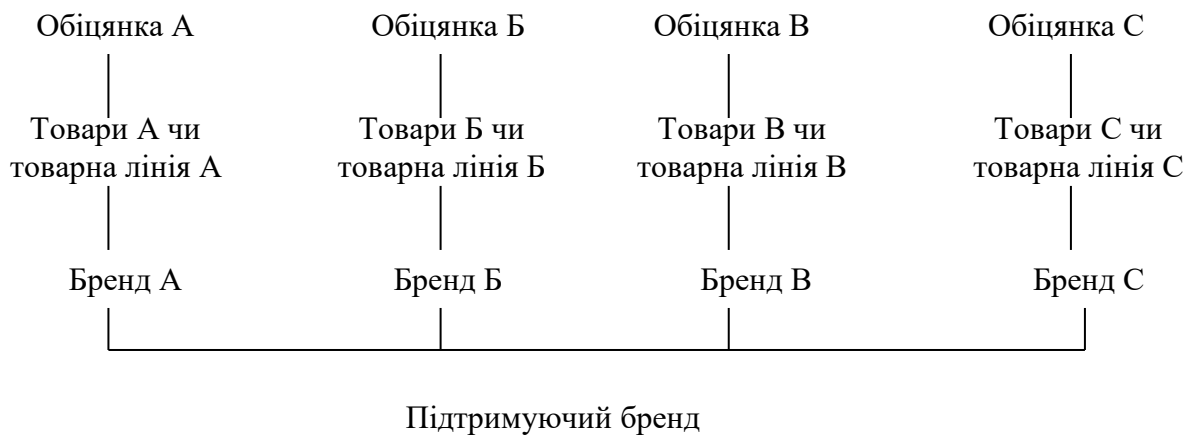 Обіцянка А Обіцянка Б Обіцянка В Обіцянка С
Товари А чи Товари Б чи Товари В чи Товари С чи
товарна лінія А товарна лінія Б товарна лінія В товарна лінія С
Бренд А Бренд Б Бренд В Бренд С
Підтримуючий бренд